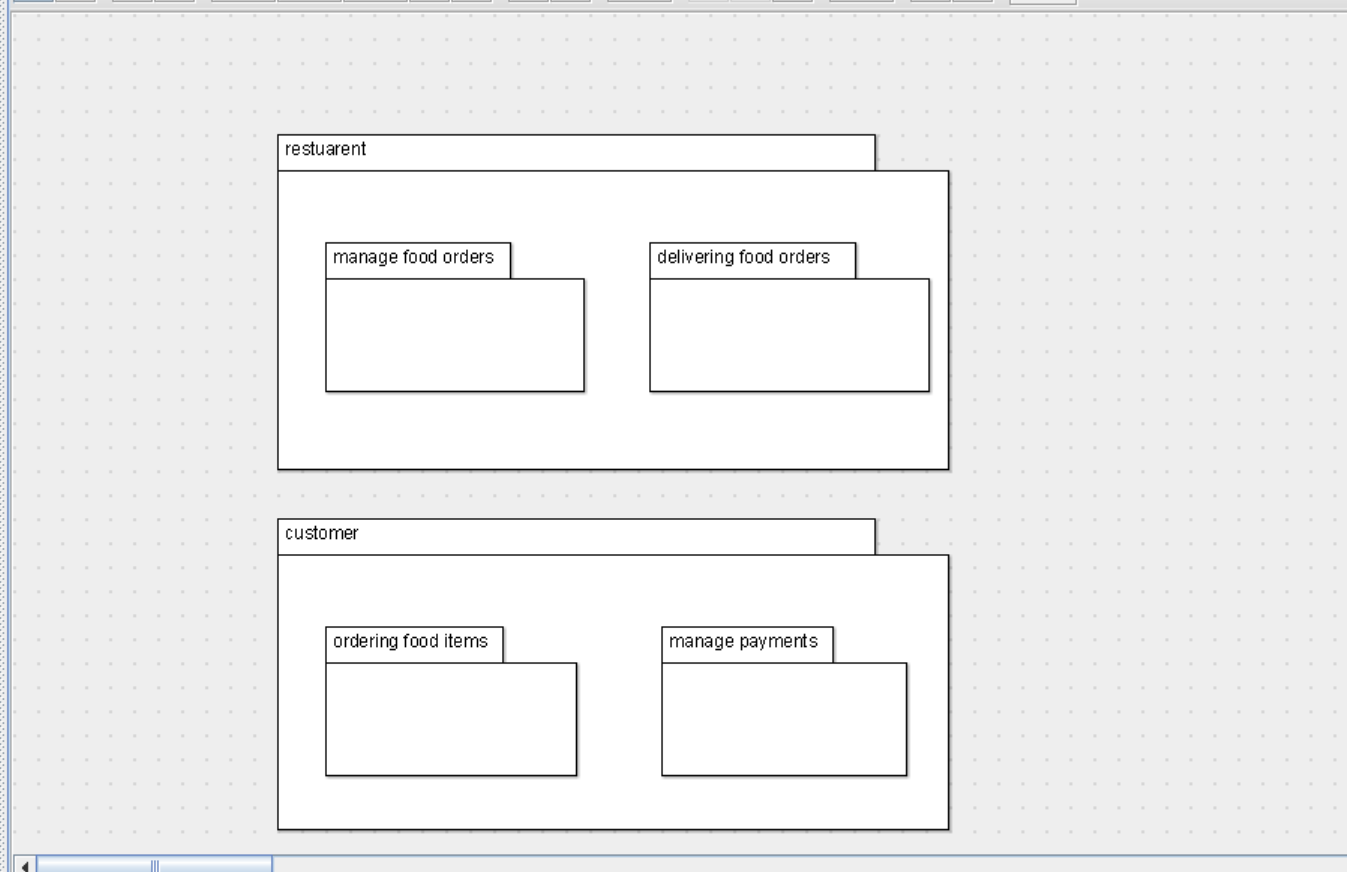 restuarent
manage food orders
delivering food orders
customer
ordering food items
manage payments